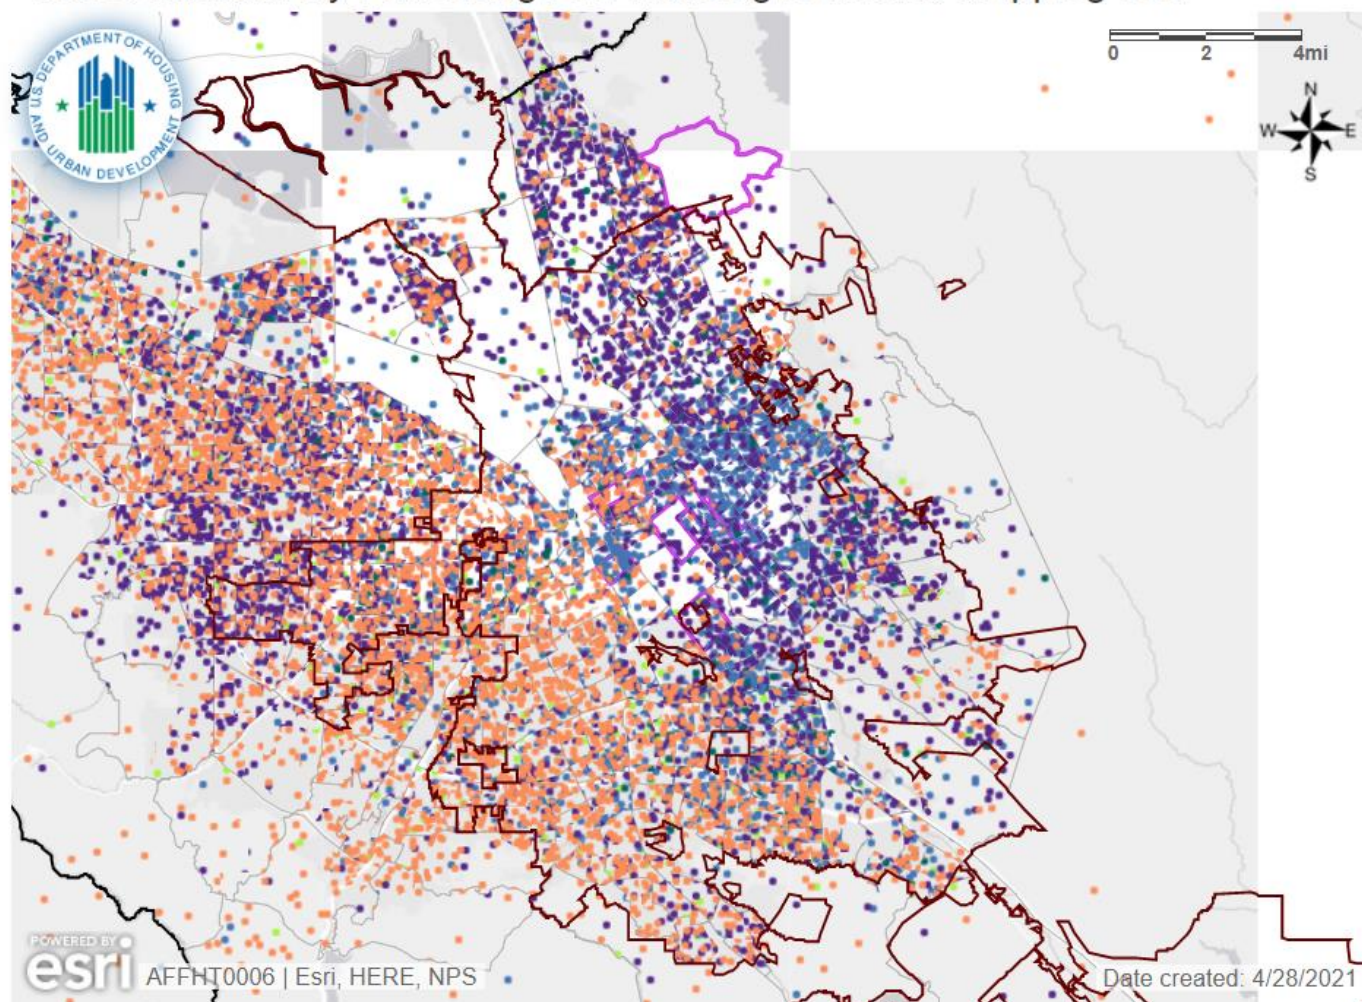 U.S. DEPARTMENT OF HOUSING
AND URBAN DEVELOPMENT
0 2 4mi
N
W E
S
POWERED BY
esri
AFFHT0006 | Esri, HERE, NPS
Date created: 4/28/2021